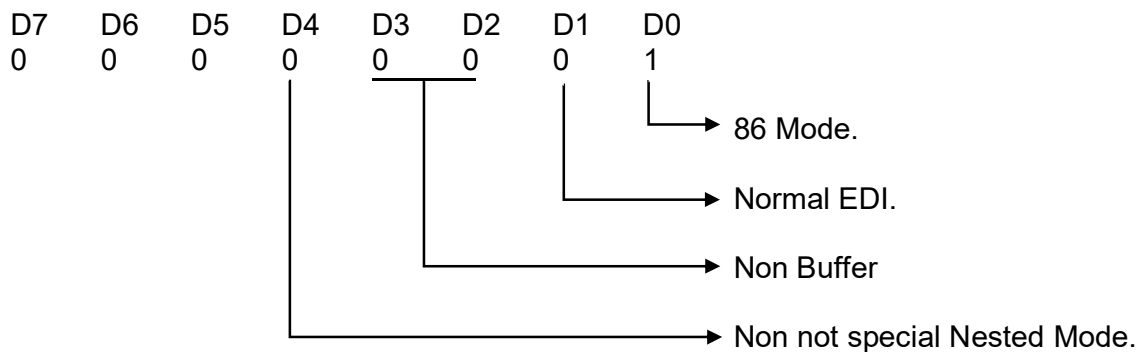 D7 D6 D5 D4 D3 D2 D1 D0
0 0 0 0 0 0 0 1
86 Mode.
Normal EDI.
Non Buffer
Non not special Nested Mode.